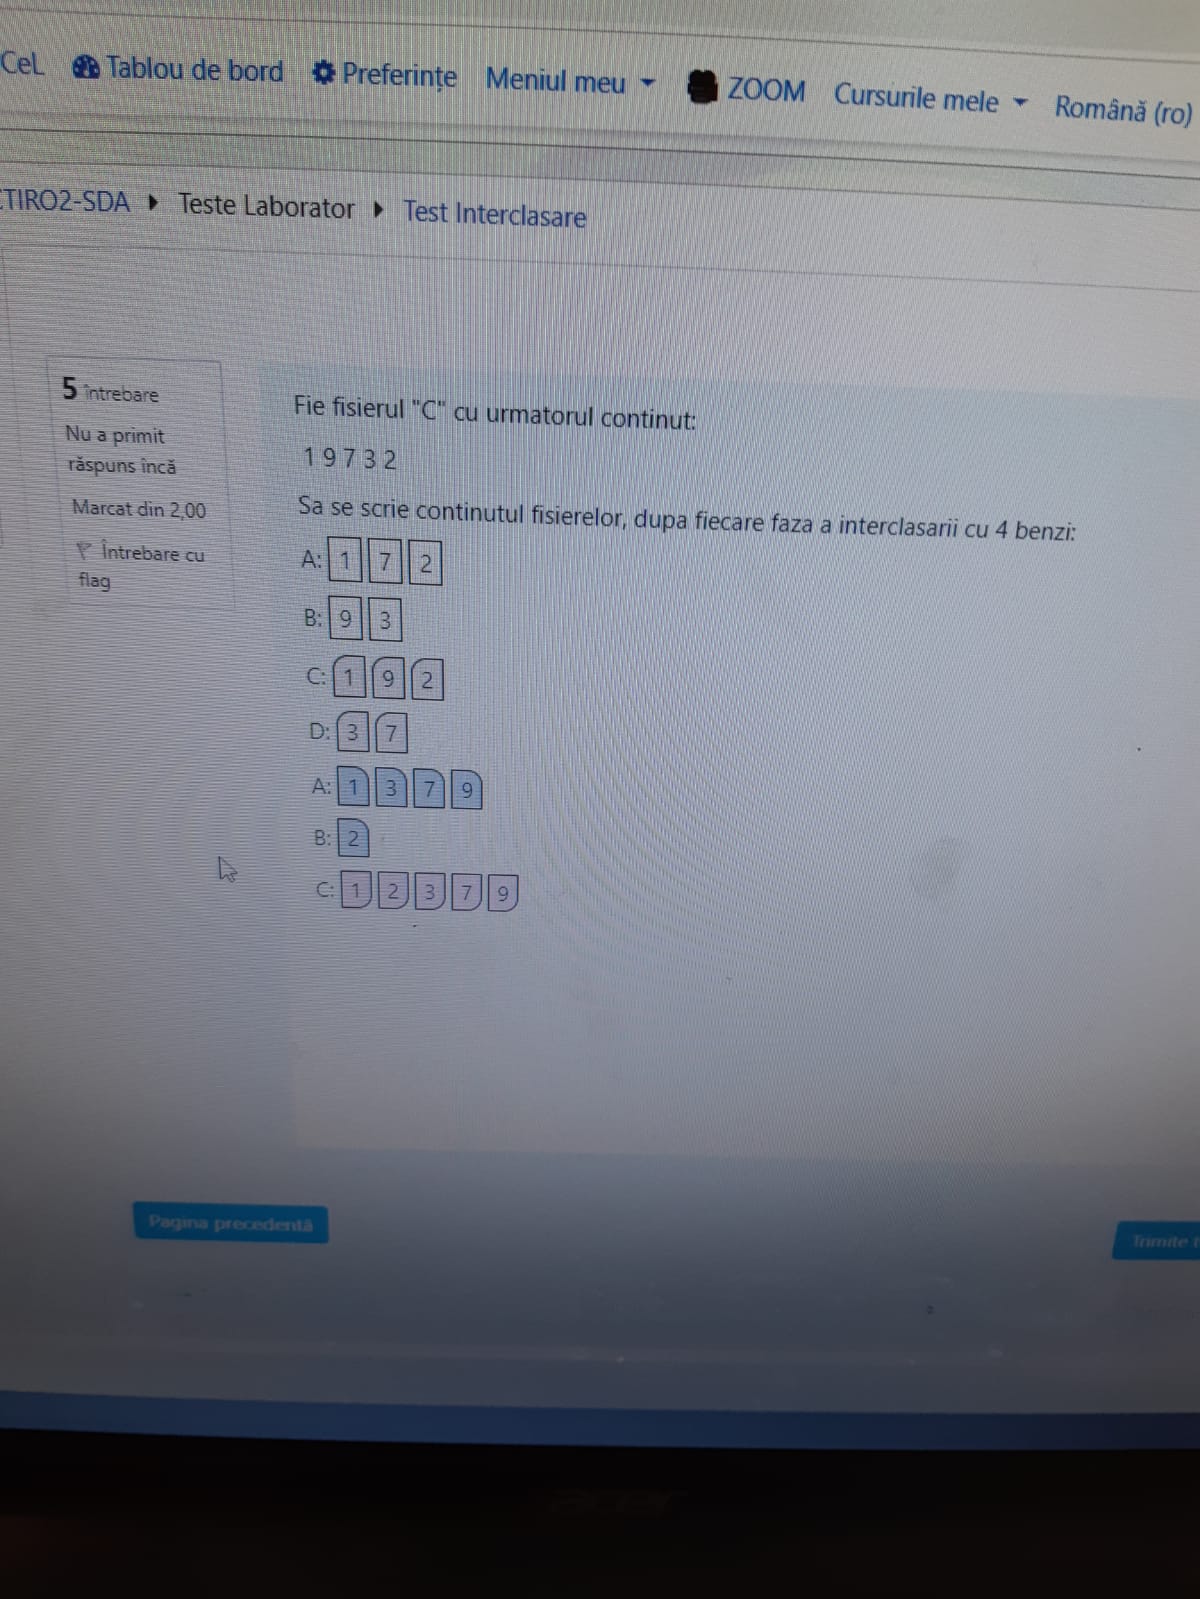 CeL Tablou de bord Preferințe Meniul meu ZOOM Cursurile mele Română (ro)
CTIRO2-SDA Teste Laborator Test Interclasare
5 întrebare
Nu a primit
răspuns încă
Marcat din 2,00
Întrebare cu
flag
Fie fisierul "C" cu urmatorul continut:
1 9 7 3 2
Sa se scrie continutul fisierelor, dupa fiecare faza a interclasarii cu 4 benzi:
A: 1 7 2
B: 9 3
C: 1 9 2
D: 3 7
A: 1 3 7 9
B: 2
C: 1 2 3 7 9
Pagina precedentă
Trimite
acer